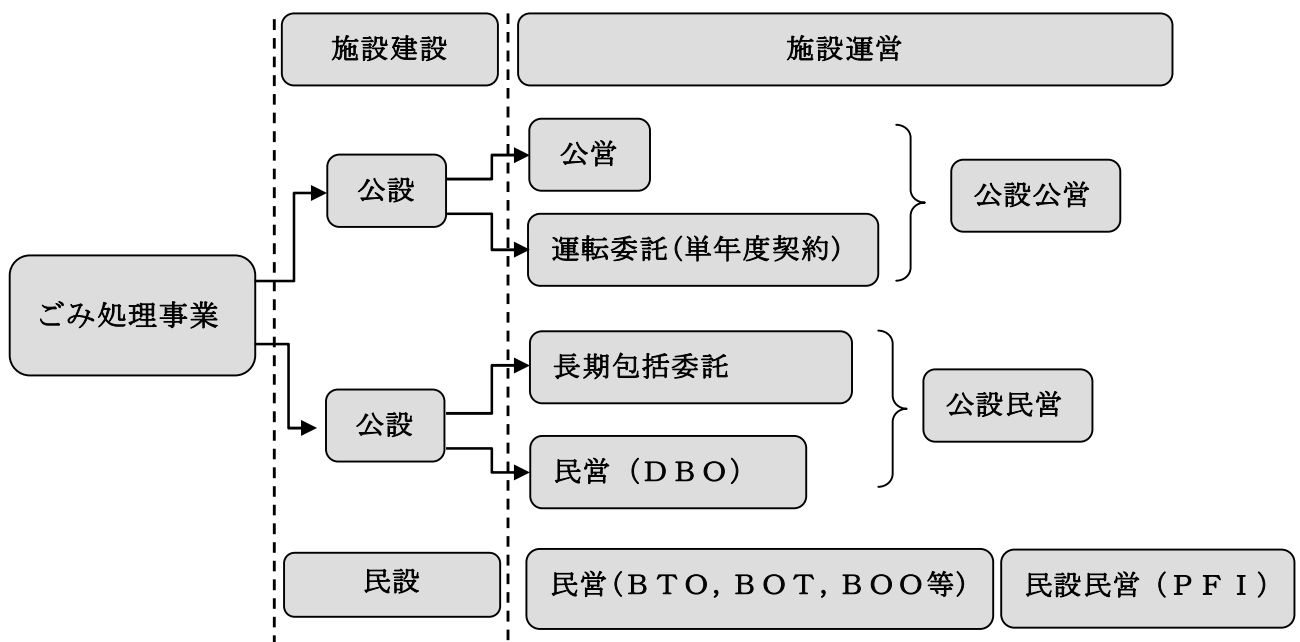 施設建設
施設運営
公営
公設
公設公営
運転委託(単年度契約)
ごみ処理事業
長期包括委託
公設
公設民営
民営（ＤＢＯ）
民設
民営(ＢＴＯ，ＢＯＴ，ＢＯＯ等)
民設民営（ＰＦＩ）